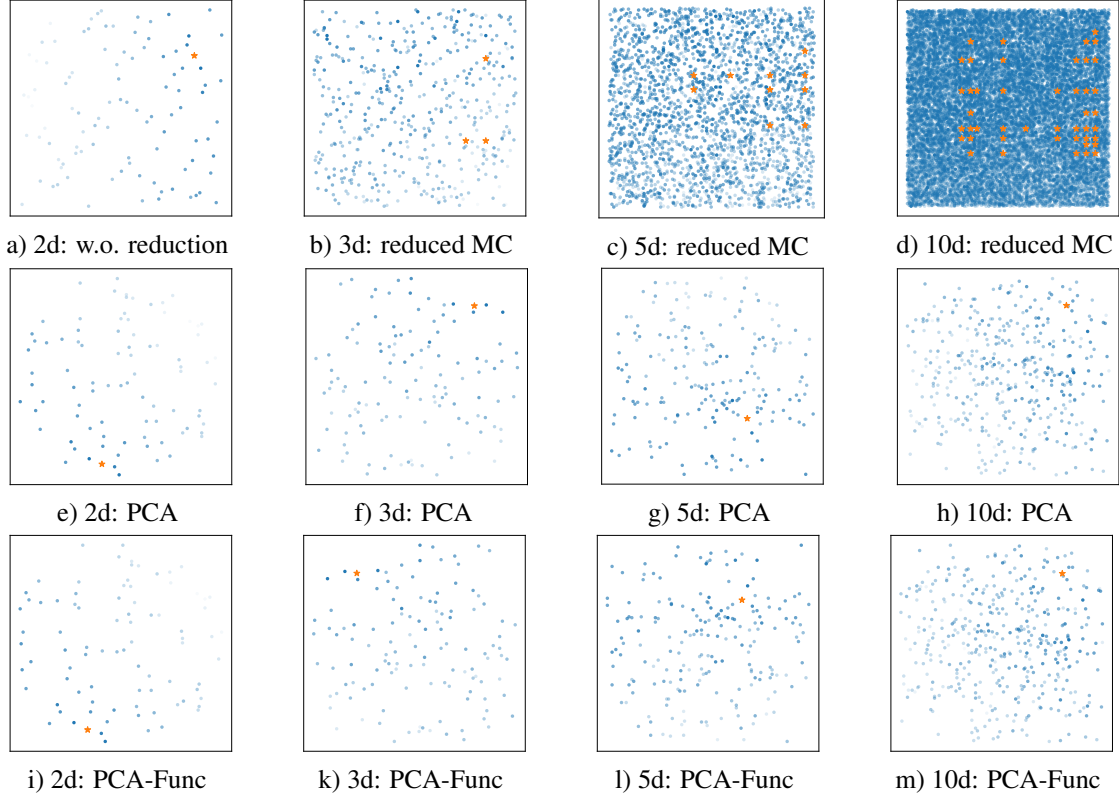 a) 2d: w.o. reduction
b) 3d: reduced MC
c) 5d: reduced MC
d) 10d: reduced MC
e) 2d: PCA
f) 3d: PCA
g) 5d: PCA
h) 10d: PCA
i) 2d: PCA-Func
k) 3d: PCA-Func
l) 5d: PCA-Func
m) 10d: PCA-Func